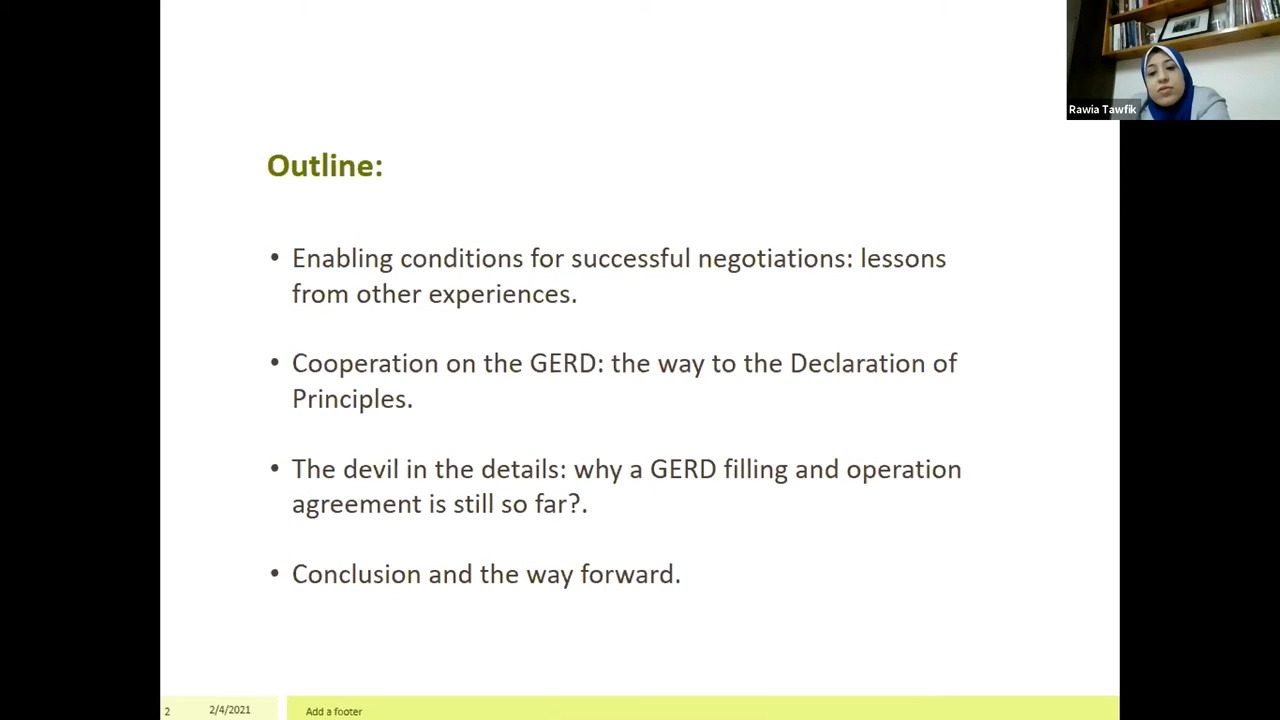 Rawia Tawfik
Outline:
• Enabling conditions for successful negotiations: lessons
from other experiences.
• Cooperation on the GERD: the way to the Declaration of
Principles.
• The devil in the details: why a GERD filling and operation
agreement is still so far?.
• Conclusion and the way forward.
2
2/4/2021
Add a footer